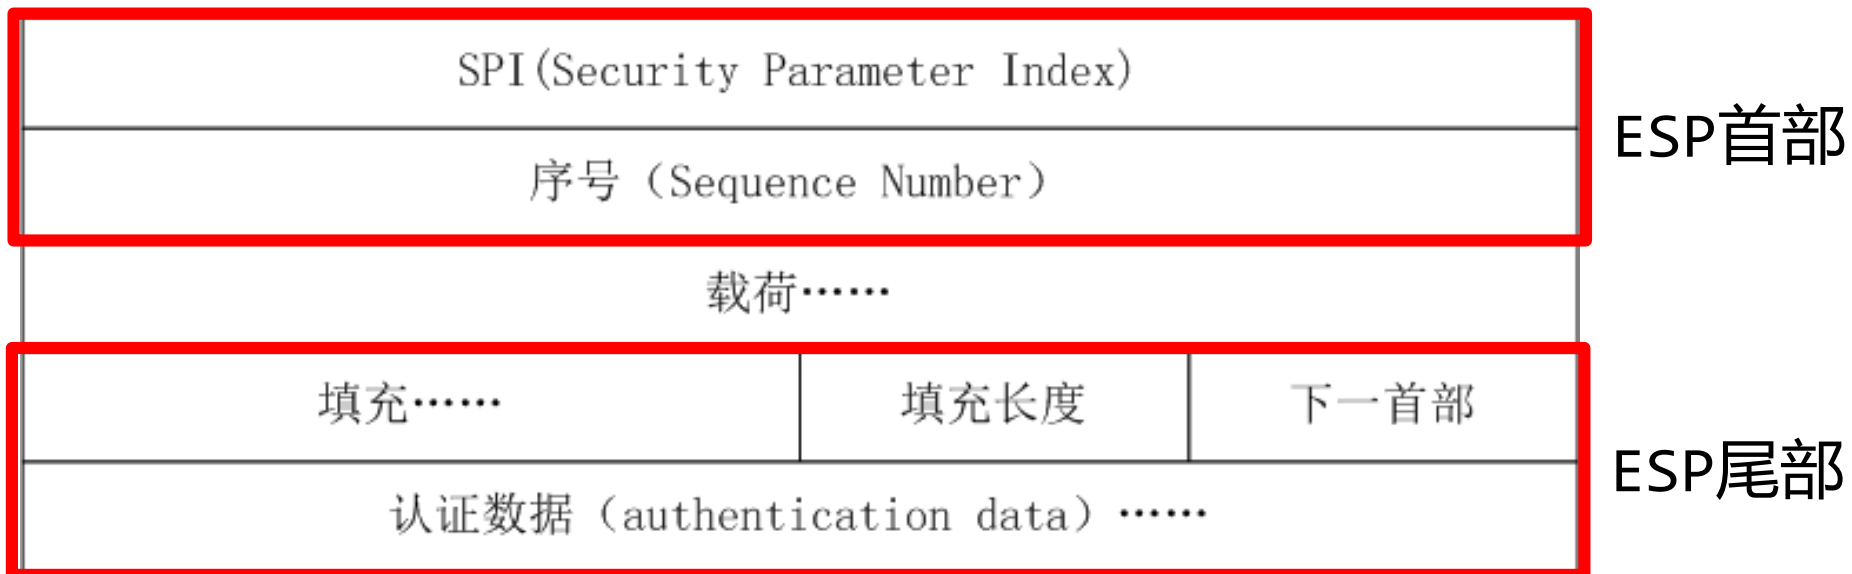 SPI(Security Parameter Index)
ESP首部
序号（Sequence Number）
载荷······
填充······ 填充长度 下一首部
ESP尾部
认证数据（authentication data）······